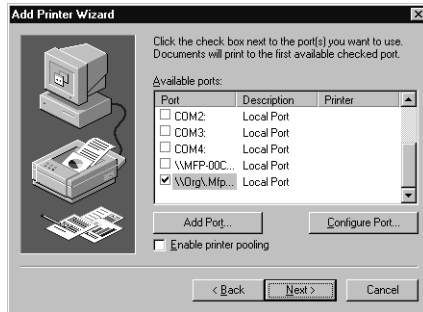 Add Printer Wizard
Click the check box next to the port(s) you want to use.
Documents will print to the first available checked port.
Available ports:
Port Description Printer
COM2: Local Port
COM3: Local Port
COM4: Local Port
\\MFP-00C... Local Port
\\Org\.Mfp... Local Port
Add Port... Configure Port...
Enable printer pooling
< Back Next > Cancel